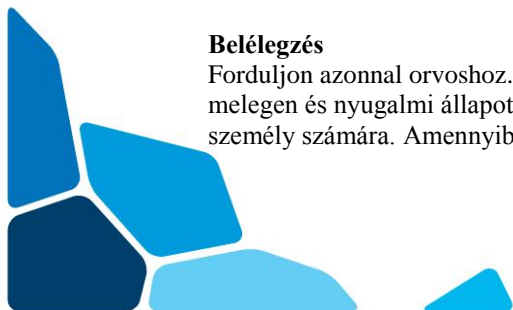 Belélegzés
Forduljon azonnal orvoshoz.
melegen és nyugalmi állapot
személy számára. Amennyib